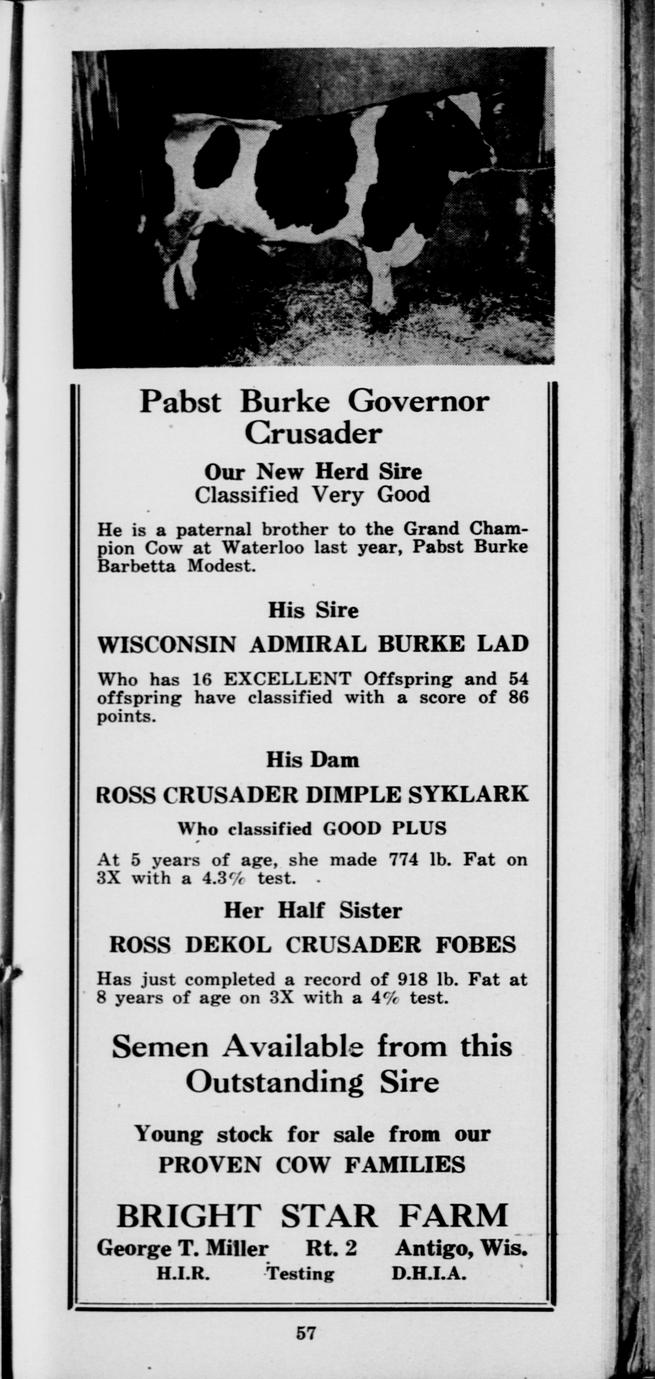 Pabst Burke Governor
Crusader
Our New Herd Sire
Classified Very Good
He is a paternal brother to the Grand Cham-
pion Cow at Waterloo last year, Pabst Burke
Barbetta Modest.
His Sire
WISCONSIN ADMIRAL BURKE LAD
Who has 16 EXCELLENT Offspring and 54
offspring have classified with a score of 86
points.
His Dam
ROSS CRUSADER DIMPLE SYKLARK
Who classified GOOD PLUS
At 5 years of age, she made 774 lb. Fat on
3X with a 4.3% test.
Her Half Sister
ROSS DEKOL CRUSADER FOBES
Has just completed a record of 918 lb. Fat at
8 years of age on 3X with a 4% test.
Semen Available from this
Outstanding Sire
Young stock for sale from our
PROVEN COW FAMILIES
BRIGHT STAR FARM
George T. Miller Rt. 2 Antigo, Wis.
H.I.R. Testing D.H.I.A.
57